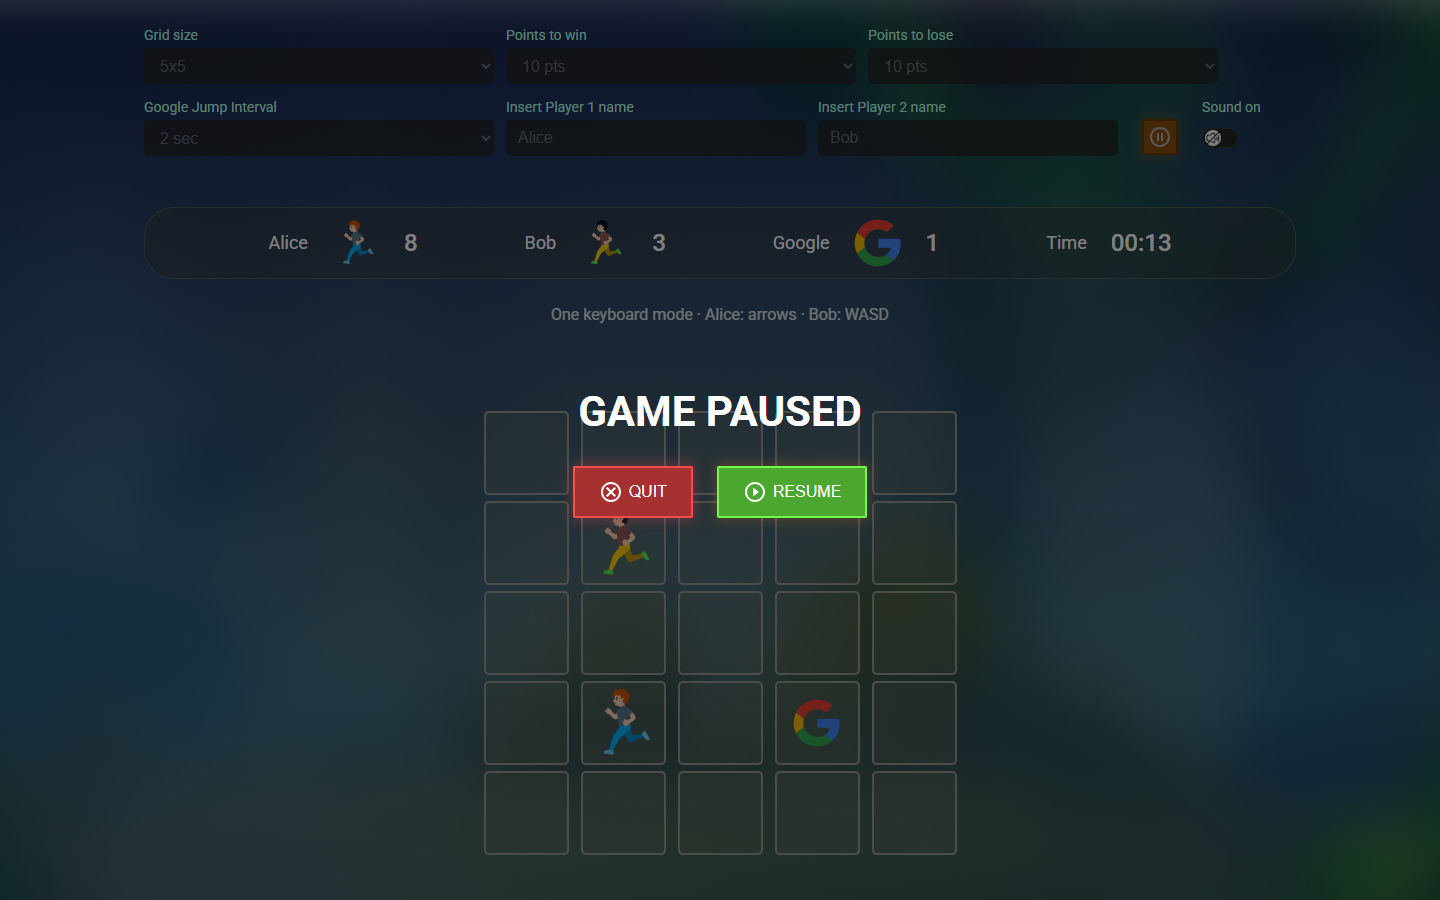 Grid size
Points to win
Points to lose
5x5
10 pts
10 pts
Google Jump Interval
Insert Player 1 name
Insert Player 2 name
Sound on
2 sec
Alice
Bob
Alice 8 Bob 3 Google 1 Time 00:13
One keyboard mode · Alice: arrows · Bob: WASD
GAME PAUSED
QUIT
RESUME